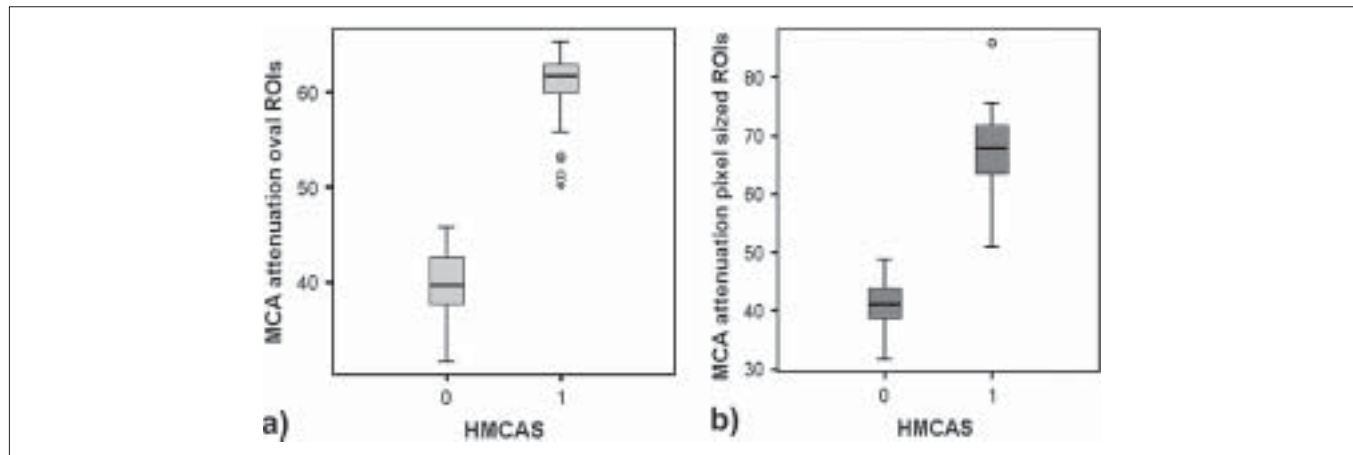 MCA attenuation oval ROIs
60
50
40
0 1
HMCAS
a)
MCA attenuation pixel sized ROIs
80
70
60
50
40
30
0 1
HMCAS
b)